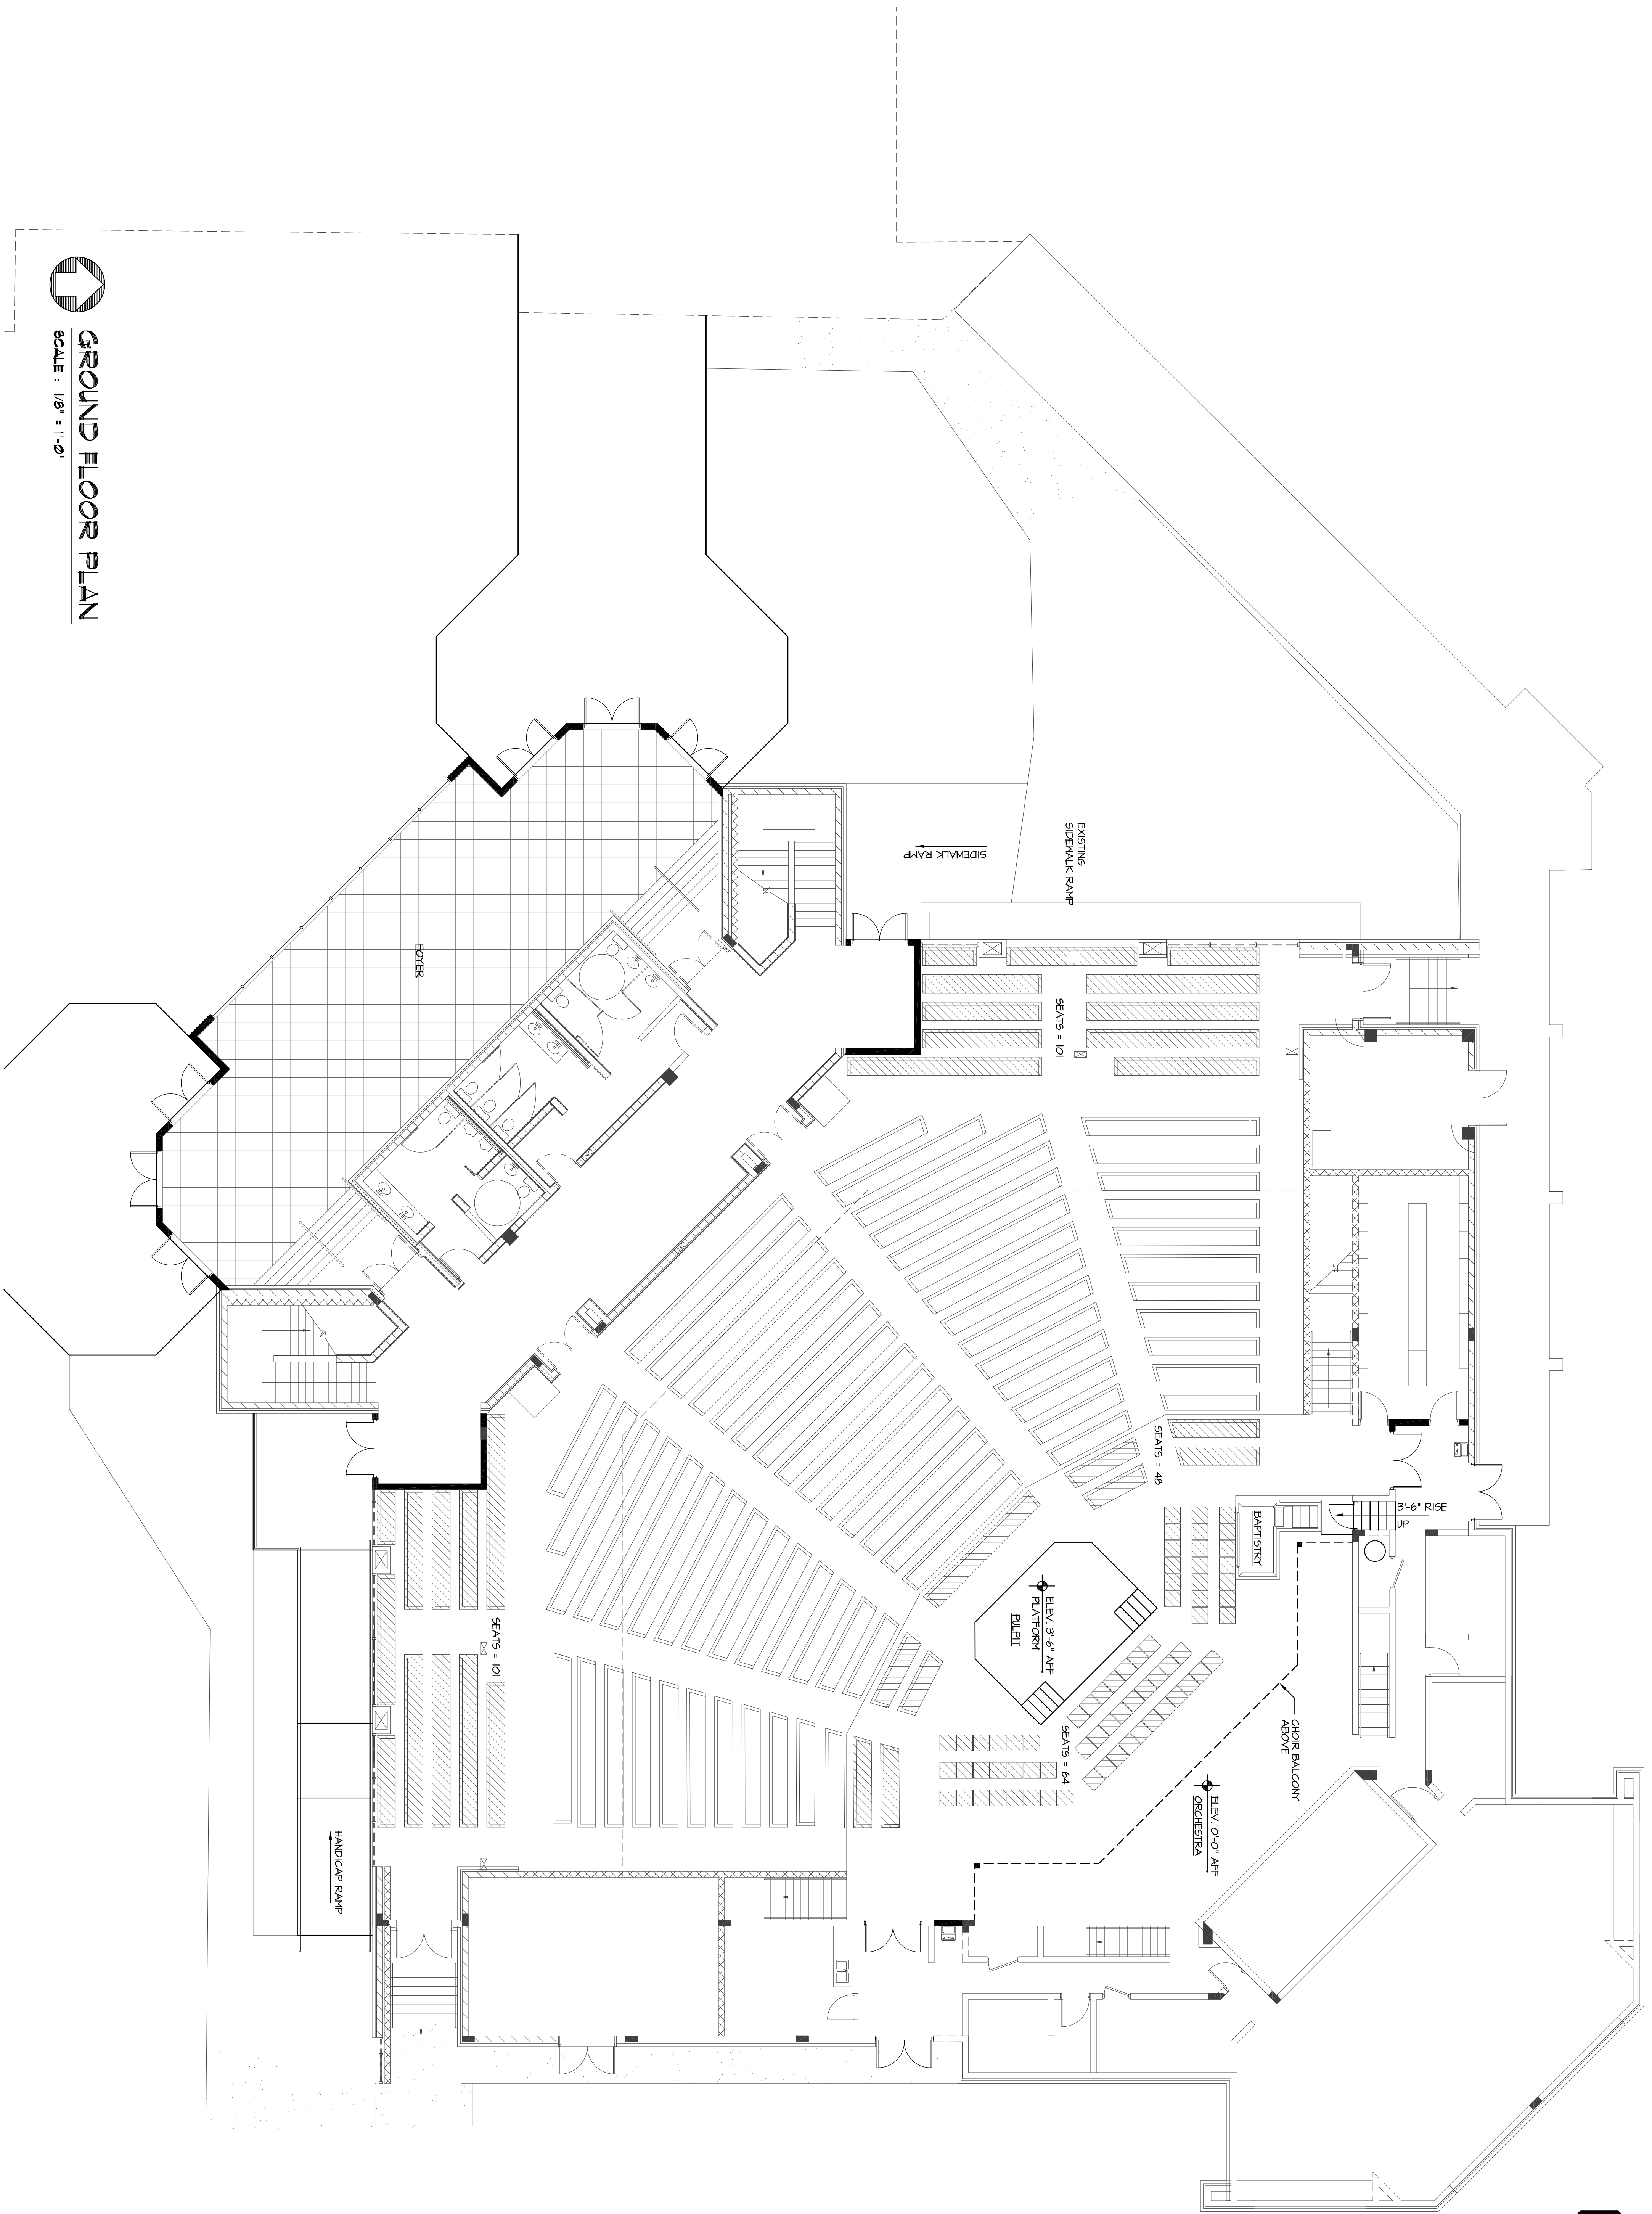 GROUND FLOOR PLAN
SCALE : 1/8" = 1'-0"
EXISTING
SIDEWALK RAMP
SIDEWALK RAMP
FOYER
SEATS = 101
SEATS = 48
BAPTISTRY
3'-6" RISE
UP
ELEV. 3'-6" AFF
PLATFORM
PULPIT
SEATS = 101
SEATS = 64
CHOIR BALCONY
ABOVE
ELEV. 0'-0" AFF
ORCHESTRA
HANDICAP RAMP